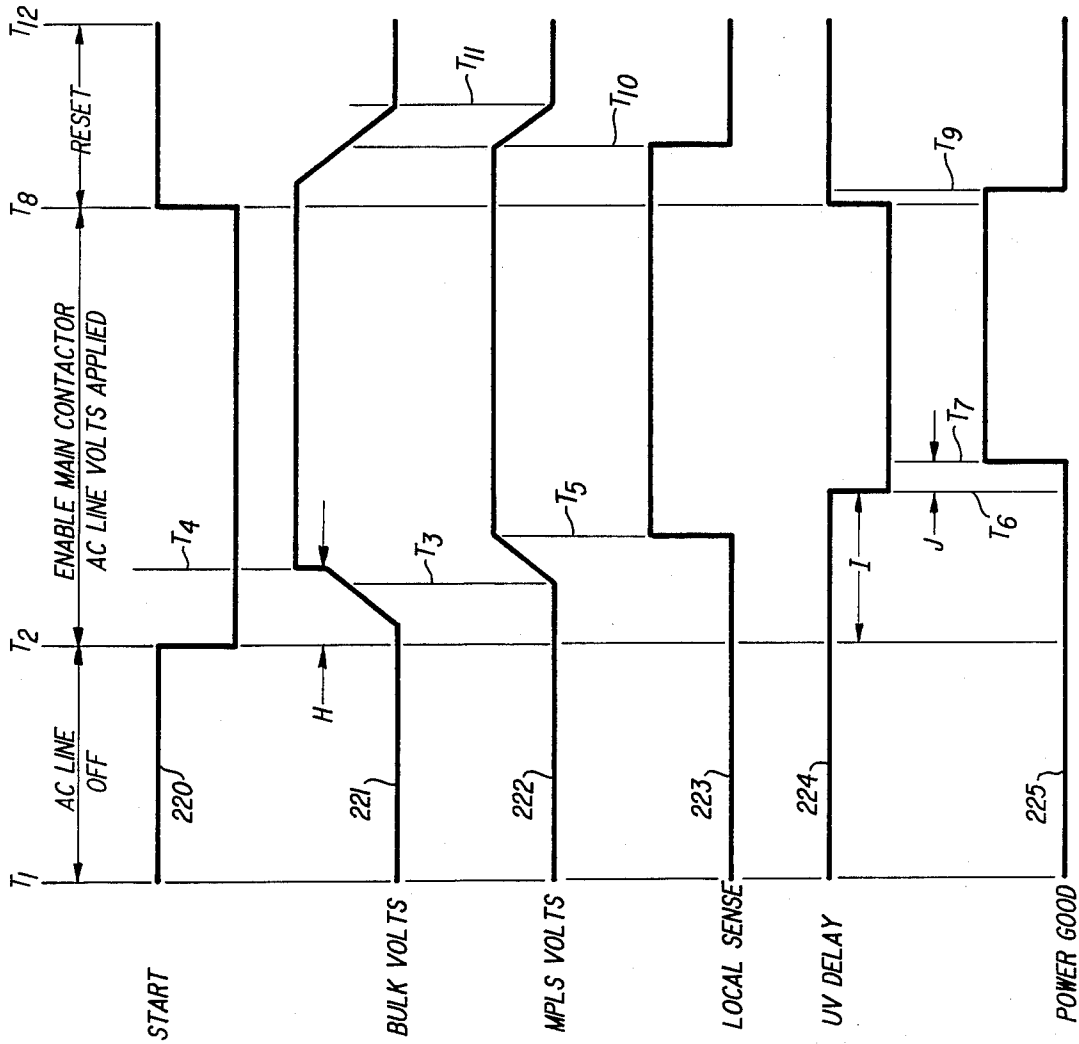 T1
T2
T8
T12
AC LINE
OFF
ENABLE MAIN CONTACTOR
AC LINE VOLTS APPLIED
RESET
START
220
T4
H
BULK VOLTS
221
T3
T11
MPLS VOLTS
222
T5
T10
LOCAL SENSE
223
UV DELAY
224
I
J
T6
T7
T9
POWER GOOD
225